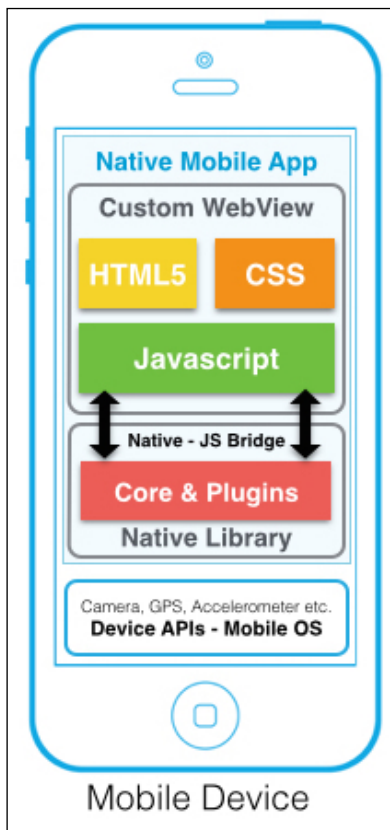 Native Mobile App
Custom WebView
HTML5 CSS
Javascript
Native - JS Bridge
Core & Plugins
Native Library
Camera, GPS, Accelerometer etc.
Device APIs - Mobile OS
Mobile Device